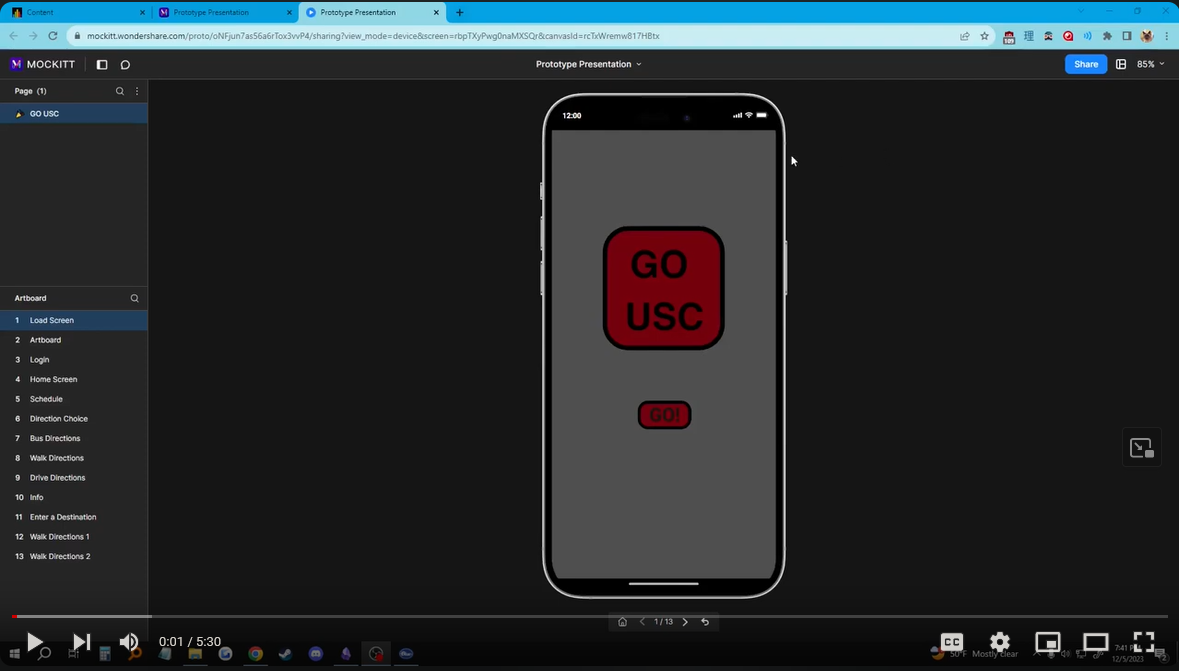 Content
Prototype Presentation
Prototype Presentation
mockitt.wondershare.com/proto/oNFjun7as56a6rTox3vvP4/sharing?view_mode=device&screen=rbpTXyPwg0naMXSQr&canvasId=rcTxWremw817HBtx
MOCKITT
Prototype Presentation
Share
85%
Page (1)
GO USC
12:00
GO
USC
GO!
Artboard
1 Load Screen
2 Artboard
3 Login
4 Home Screen
5 Schedule
6 Direction Choice
7 Bus Directions
8 Walk Directions
9 Drive Directions
10 Info
11 Enter a Destination
12 Walk Directions 1
13 Walk Directions 2
1 / 13
0:01 / 5:30
CC
50°F Mostly clear
7:41
12/5/2023